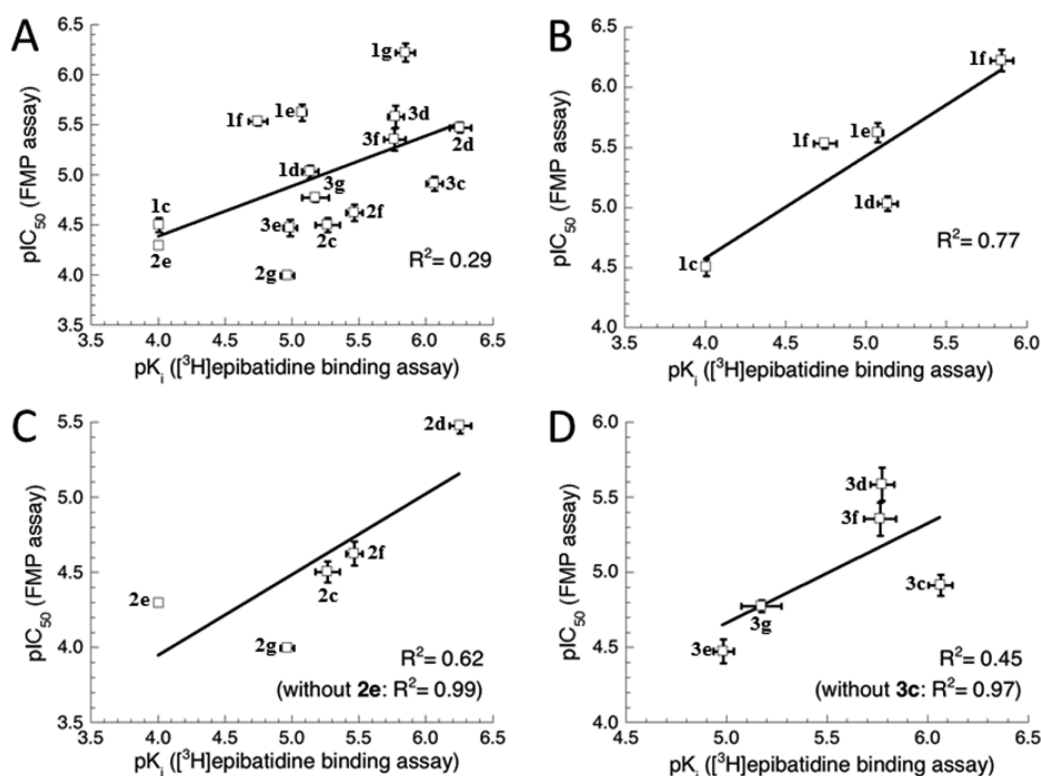 A
6.5
6.0
5.5
5.0
4.5
4.0
3.5
pIC50 (FMP assay)
1g
1f
1e
3d
3f
2d
1d
3g
3c
1c
3e
2c
2f
2e
2g
R2= 0.29
3.5 4.0 4.5 5.0 5.5 6.0 6.5
pKi ([3H]epibatidine binding assay)
B
6.5
6.0
5.5
5.0
4.5
4.0
pIC50 (FMP assay)
1f
1f
1e
1d
1c
R2= 0.77
3.5 4.0 4.5 5.0 5.5 6.0
pKi ([3H]epibatidine binding assay)
C
5.5
5.0
4.5
4.0
3.5
pIC50 (FMP assay)
2d
2f
2c
2e
2g
R2= 0.62
(without 2e: R2= 0.99)
3.5 4.0 4.5 5.0 5.5 6.0 6.5
pKi ([3H]epibatidine binding assay)
D
6.0
5.5
5.0
4.5
4.0
pIC50 (FMP assay)
3d
3f
3c
3g
3e
R2= 0.45
(without 3c: R2= 0.97)
4.5 5.0 5.5 6.0 6.5
pKi ([3H]epibatidine binding assay)